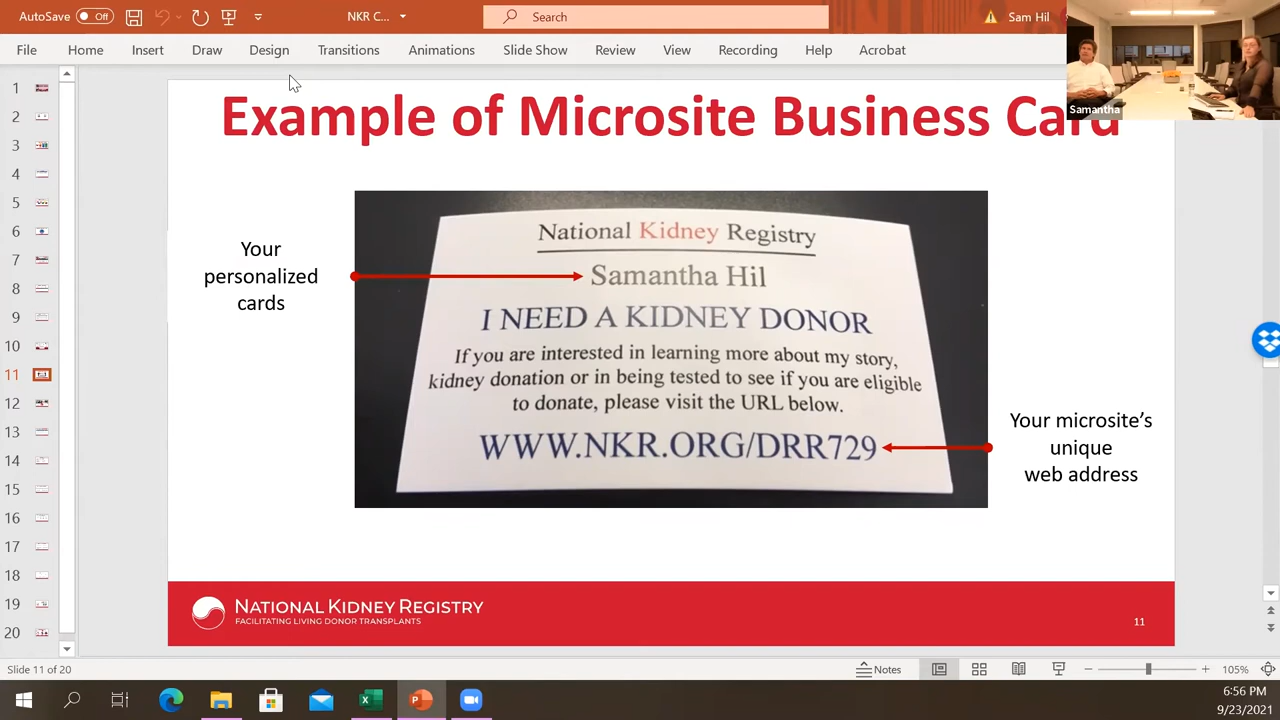 AutoSave Off NKR C... Search Sam Hil
File Home Insert Draw Design Transitions Animations Slide Show Review View Recording Help Acrobat
Samantha
Example of Microsite Business Card
Your
personalized
cards
National Kidney Registry
Samantha Hil
I NEED A KIDNEY DONOR
If you are interested in learning more about my story,
kidney donation or in being tested to see if you are eligible
to donate, please visit the URL below.
WWW.NKR.ORG/DRR729
Your microsite's
unique
web address
NATIONAL KIDNEY REGISTRY
FACILITATING LIVING DONOR TRANSPLANTS
11
1
4
5
6
8
9
10
11
12
13
14
15
16
17
18
19
20
Slide 11 of 20 Notes 105%
6:56 PM
9/23/2021